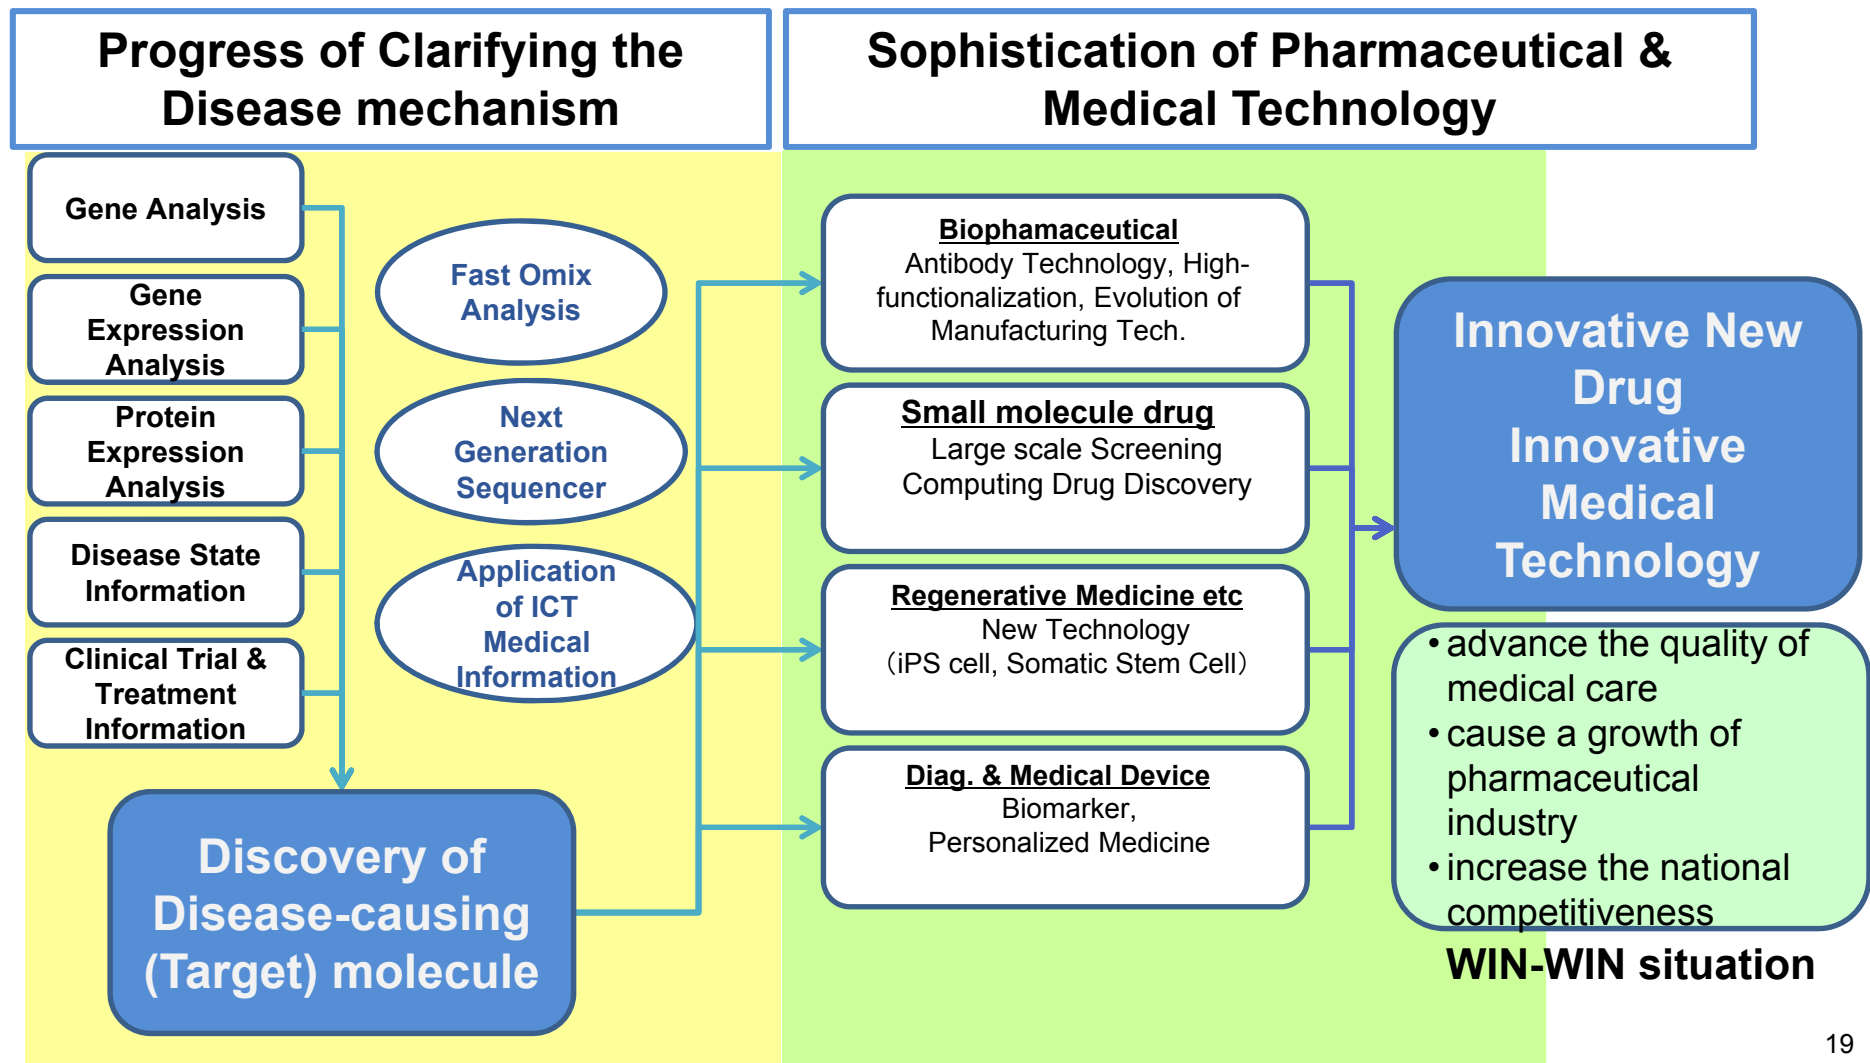 Progress of Clarifying the
Disease mechanism
Sophistication of Pharmaceutical &
Medical Technology
Gene Analysis
Gene
Expression
Analysis
Protein
Expression
Analysis
Disease State
Information
Clinical Trial &
Treatment
Information
Fast Omix
Analysis
Next
Generation
Sequencer
Application
of ICT
Medical
Information
Discovery of
Disease-causing
(Target) molecule
Biophamaceutical
Antibody Technology, High-
functionalization, Evolution of
Manufacturing Tech.
Small molecule drug
Large scale Screening
Computing Drug Discovery
Regenerative Medicine etc
New Technology
（iPS cell, Somatic Stem Cell）
Diag. & Medical Device
Biomarker,
Personalized Medicine
Innovative New
Drug
Innovative
Medical
Technology
• advance the quality of
medical care
• cause a growth of
pharmaceutical
industry
• increase the national
competitiveness
WIN-WIN situation
19